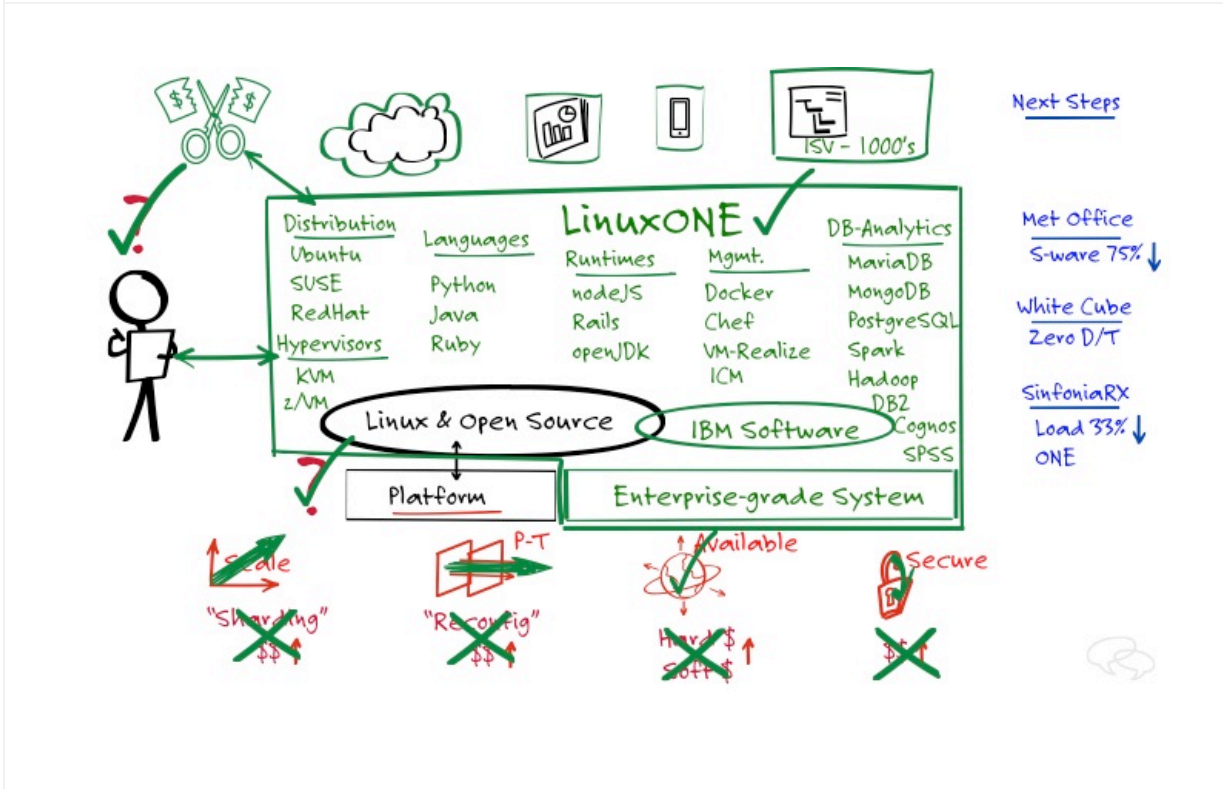 $ $
ISV - 1000's
Next Steps
?
LinuxONE
Distribution
Ubuntu
SUSE
RedHat
Hypervisors
KVM
z/VM
Languages
Python
Java
Ruby
Runtimes
nodeJS
Rails
openJDK
Mgmt.
Docker
Chef
VM-Realize
ICM
DB-Analytics
MariaDB
MongoDB
PostgreSQL
Spark
Hadoop
DB2
Cognos
SPSS
Linux & Open Source
IBM Software
?
Platform
Enterprise-grade System
Met Office
S-ware 75%
White Cube
Zero D/T
SinfoniaRX
Load 33%
ONE
Scale
"Sharding"
$$
P-T
"Reconfig"
$$
Available
Hard $
Soft $
Secure
$$